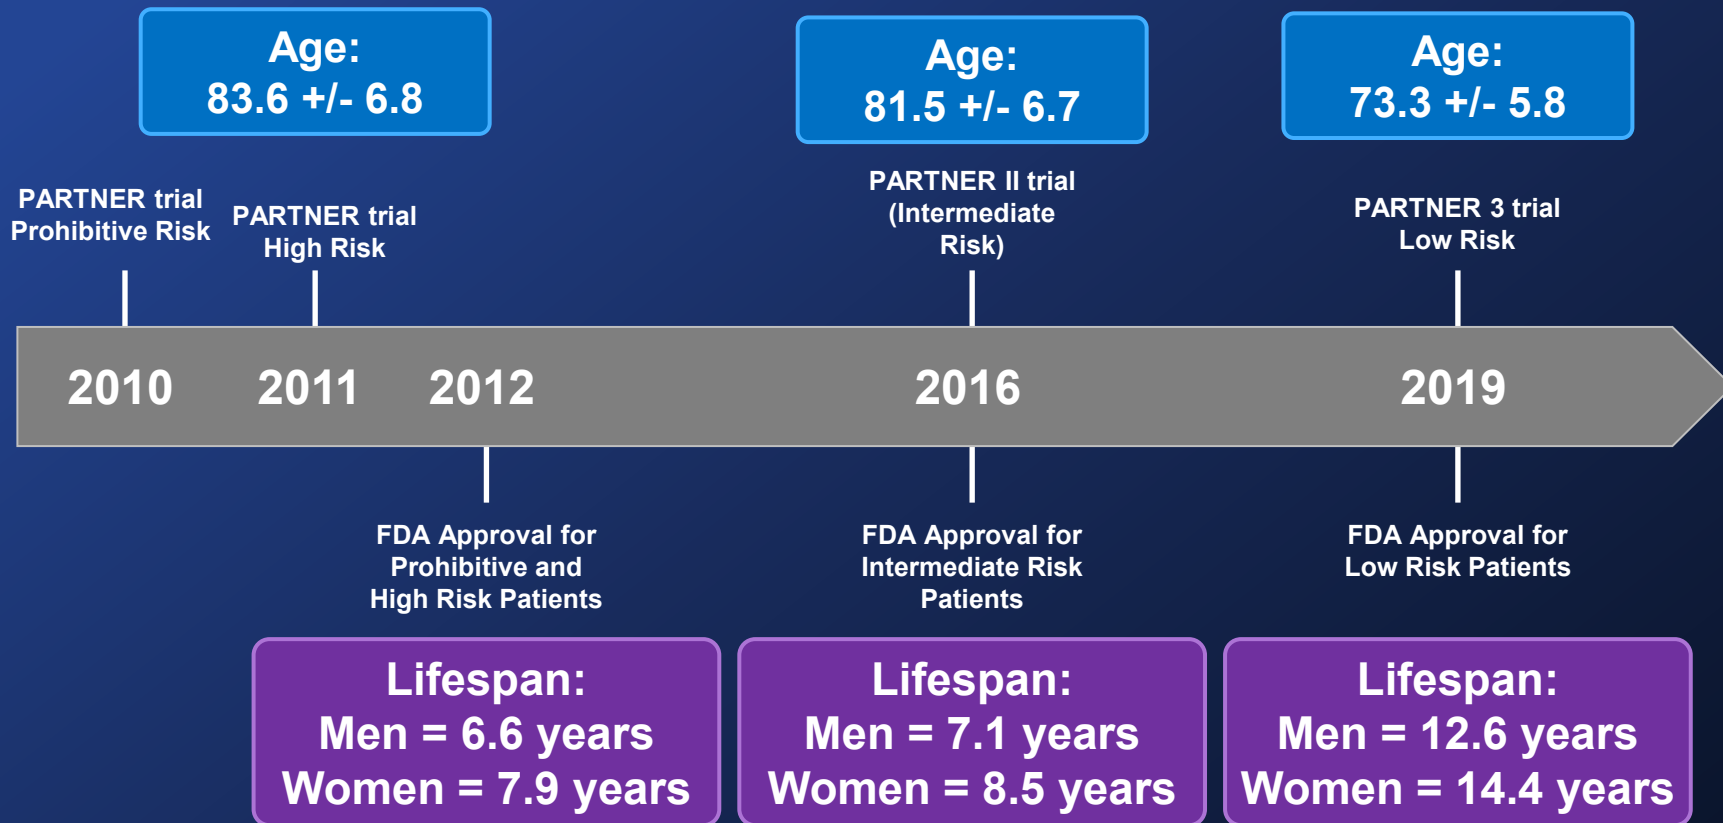 Age:
83.6 +/- 6.8
Age:
81.5 +/- 6.7
Age:
73.3 +/- 5.8
PARTNER trial
Prohibitive Risk
PARTNER trial
High Risk
PARTNER II trial
(Intermediate
Risk)
PARTNER 3 trial
Low Risk
2010
2011
2012
2016
2019
FDA Approval for
Prohibitive and
High Risk Patients
FDA Approval for
Intermediate Risk
Patients
FDA Approval for
Low Risk Patients
Lifespan:
Men = 6.6 years
Women = 7.9 years
Lifespan:
Men = 7.1 years
Women = 8.5 years
Lifespan:
Men = 12.6 years
Women = 14.4 years